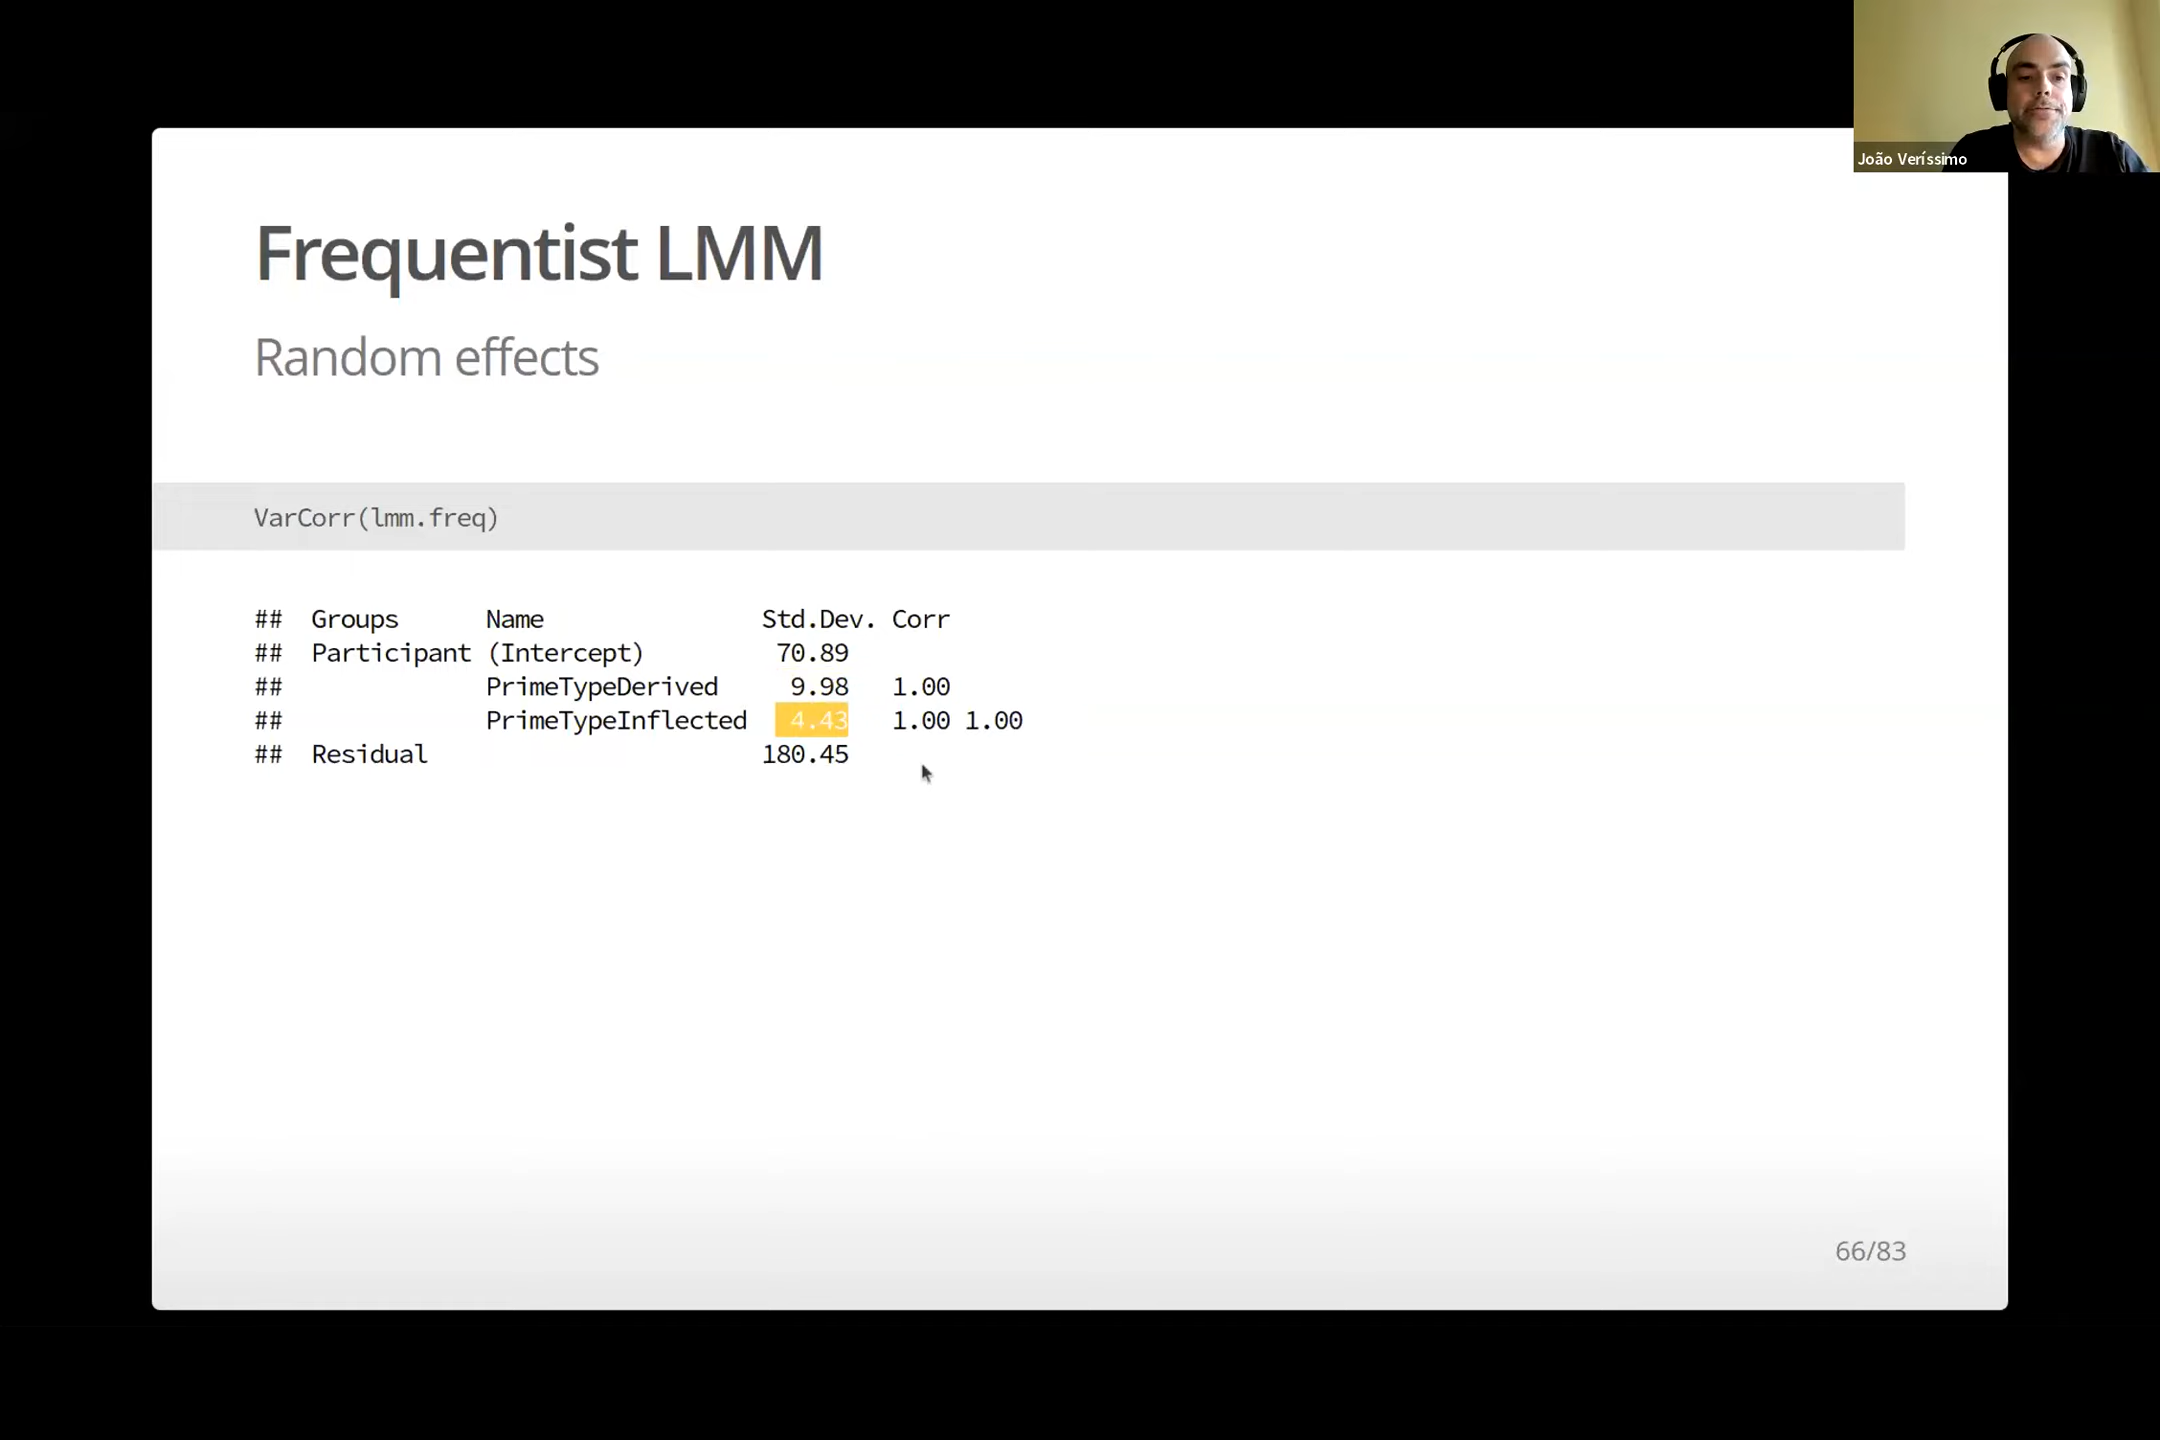 João Veríssimo
Frequentist LMM
Random effects
VarCorr(lmm.freq)
##  Groups      Name               Std.Dev. Corr
##  Participant (Intercept)         70.89
##              PrimeTypeDerived     9.98   1.00
##              PrimeTypeInflected   4.43   1.00 1.00
##  Residual                       180.45
66/83